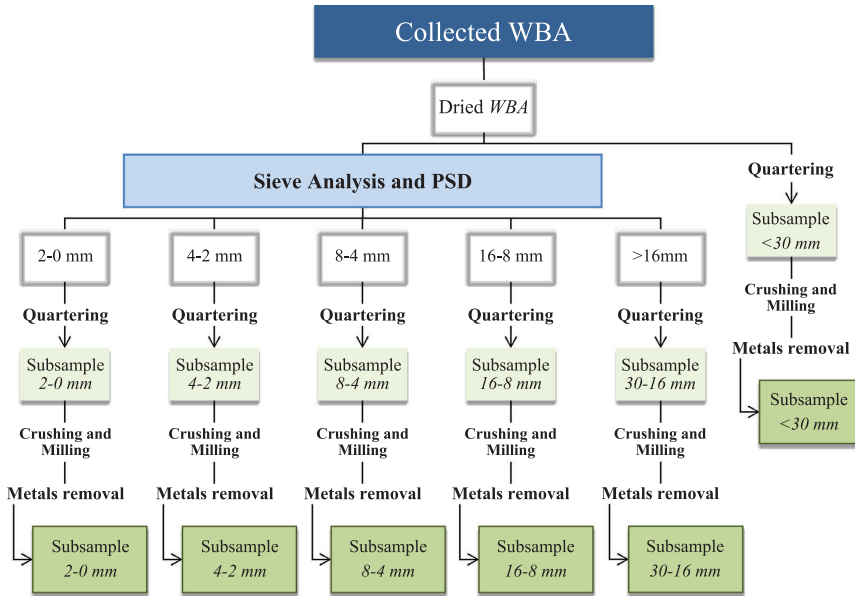 Collected WBA
Dried WBA
Sieve Analysis and PSD
Quartering
Subsample
<30 mm
Crushing and
Milling
Metals removal
Subsample
<30 mm
2-0 mm
4-2 mm
8-4 mm
16-8 mm
>16mm
Quartering
Quartering
Quartering
Quartering
Quartering
Subsample
2-0 mm
Subsample
4-2 mm
Subsample
8-4 mm
Subsample
16-8 mm
Subsample
30-16 mm
Crushing and
Milling
Crushing and
Milling
Crushing and
Milling
Crushing and
Milling
Crushing and
Milling
Metals removal
Metals removal
Metals removal
Metals removal
Metals removal
Subsample
2-0 mm
Subsample
4-2 mm
Subsample
8-4 mm
Subsample
16-8 mm
Subsample
30-16 mm